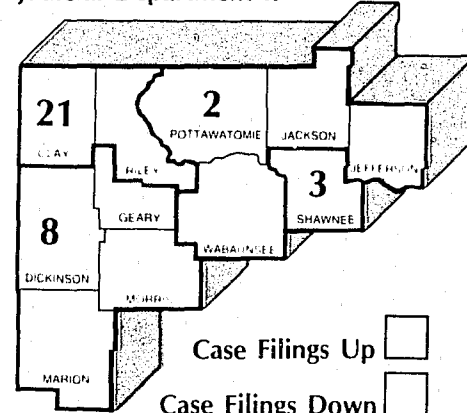 21
2
POTTAWATOMIE
JACKSON
CLAY
RILEY
JEFFERSON
3
SHAWNEE
GEARY
8
WABAUNSEE
DICKINSON
MORRIS
MARION
Case Filings Up
Case Filings Down